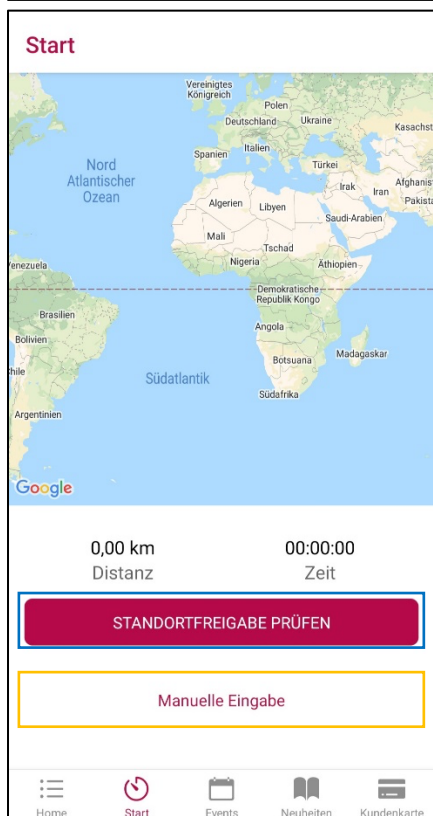 Start
Vereinigtes
Königreich
Polen
Deutschland
Ukraine
Kasachst
Spanien
Italien
Türkei
Nord
Atlantischer
Ozean
Irak
Iran
Afghanis
Pakista
Algerien
Libyen
Saudi-Arabien
Mali
Tschad
Nigeria
Äthiopien
enezuela
Demokratische
Republik Kongo
Brasilien
Angola
Bolivien
Botsuana
Madagaskar
hile
Südatlantik
Südafrika
Argentinien
Google
0,00 km
00:00:00
Distanz
Zeit
STANDORTFREIGABE PRÜFEN
Manuelle Eingabe
Home
Start
Events
Neuheiten
Kundenkarte